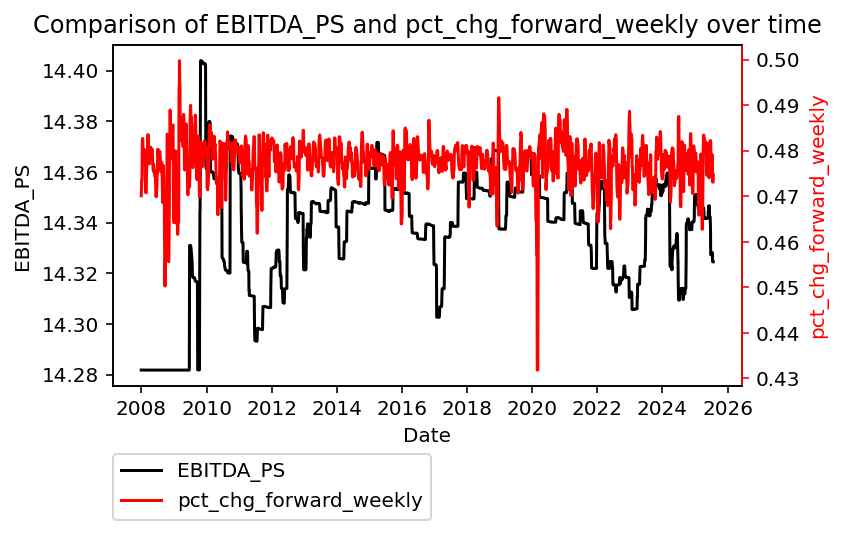 Comparison of EBITDA_PS and pct_chg_forward_weekly over time
EBITDA_PS
14.40
14.38
14.36
14.34
14.32
14.30
14.28
0.50
0.49
0.48
0.47
0.46
0.45
0.44
0.43
pct_chg_forward_weekly
2008 2010 2012 2014 2016 2018 2020 2022 2024 2026
Date
EBITDA_PS
pct_chg_forward_weekly